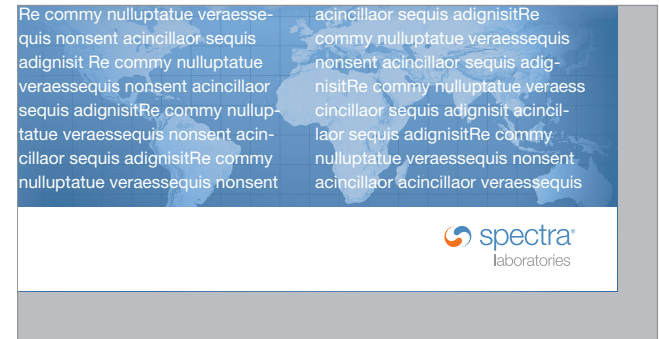 Re commy nulluptatue veraesse-
quis nonsent acincillaor sequis
adignisit Re commy nulluptatue
veraessequis nonsent acincillaor
sequis adignisitRe commy nullup-
tatue veraessequis nonsent acin-
cillaor sequis adignisitRe commy
nulluptatue veraessequis nonsent
acincillaor sequis adignisitRe
commy nulluptatue veraessequis
nonsent acincillaor sequis adig-
nisitRe commy nulluptatue veraess
cincillaor sequis adignisit acincil-
laor sequis adignisitRe commy
nulluptatue veraessequis nonsent
acincillaor acincillaor veraessequis
spectra®
laboratories